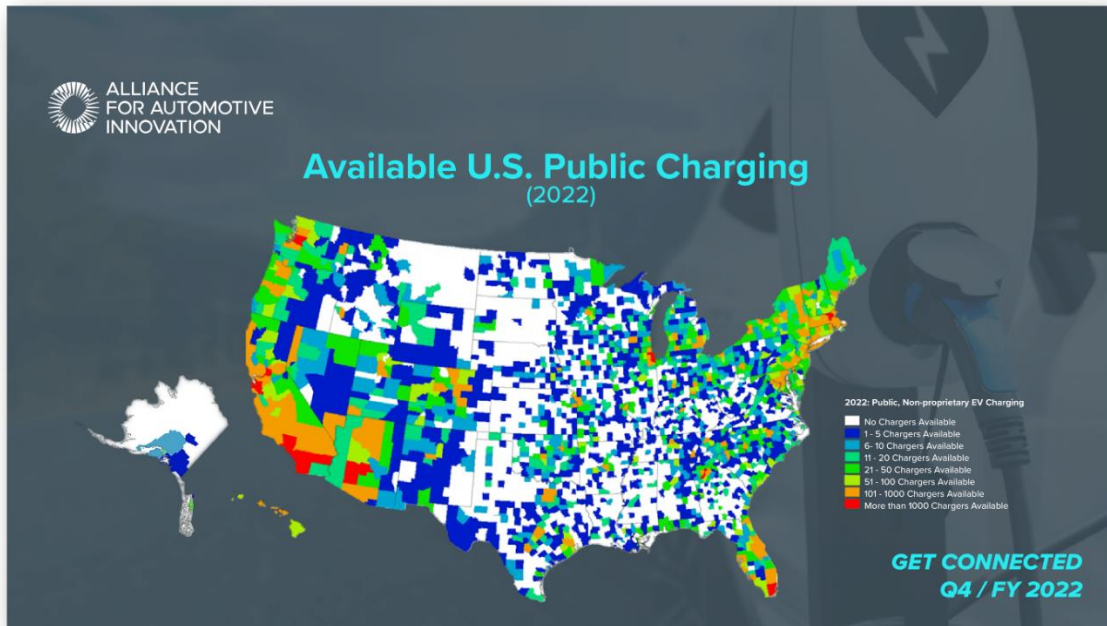 ALLIANCE
FOR AUTOMOTIVE
INNOVATION
Available U.S. Public Charging
(2022)
2022: Public, Non-proprietary EV Charging
No Chargers Available
1 - 5 Chargers Available
6- 10 Chargers Available
11 - 20 Chargers Available
21 - 50 Chargers Available
51 - 100 Chargers Available
101 - 1000 Chargers Available
More than 1000 Chargers Available
GET CONNECTED
Q4 / FY 2022